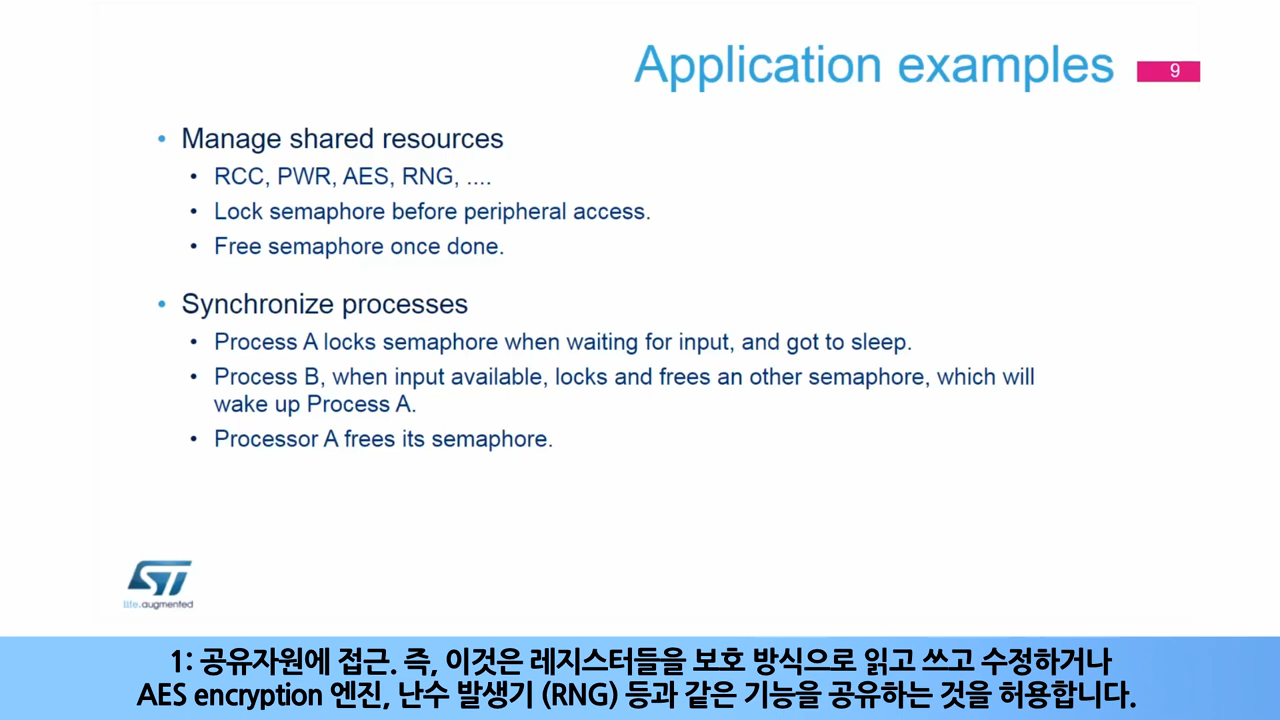 Application examples
9
• Manage shared resources
• RCC, PWR, AES, RNG, ....
• Lock semaphore before peripheral access.
• Free semaphore once done.
• Synchronize processes
• Process A locks semaphore when waiting for input, and got to sleep.
• Process B, when input available, locks and frees an other semaphore, which will
wake up Process A.
• Processor A frees its semaphore.
ST
life.augmented
1: 공유자원에 접근. 즉, 이것은 레지스터들을 보호 방식으로 읽고 쓰고 수정하거나
AES encryption 엔진, 난수 발생기 (RNG) 등과 같은 기능을 공유하는 것을 허용합니다.